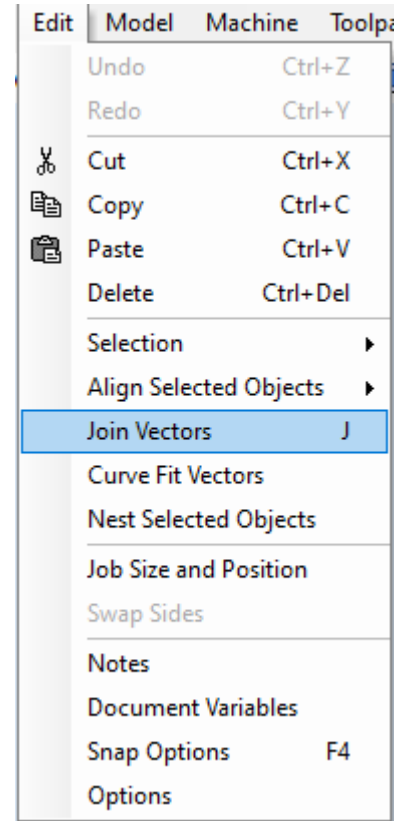 Edit Model Machine Toolpa
Undo Ctrl+Z
Redo Ctrl+Y
Cut Ctrl+X
Copy Ctrl+C
Paste Ctrl+V
Delete Ctrl+Del
Selection
Align Selected Objects
Join Vectors J
Curve Fit Vectors
Nest Selected Objects
Job Size and Position
Swap Sides
Notes
Document Variables
Snap Options F4
Options